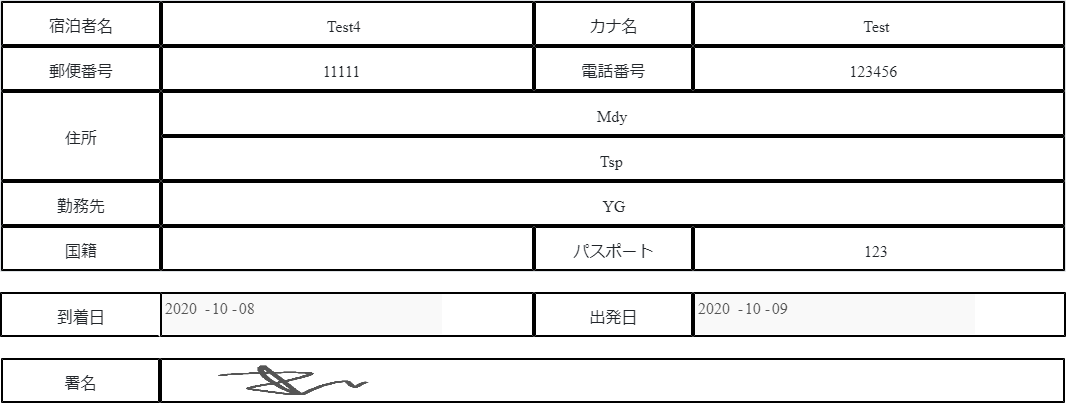 宿泊者名 Test4 カナ名 Test
郵便番号 11111 電話番号 123456
住所 Mdy
Tsp
勤務先 YG
国籍 パスポート 123
到着日 2020 -10 -08 出発日 2020 -10 -09
署名